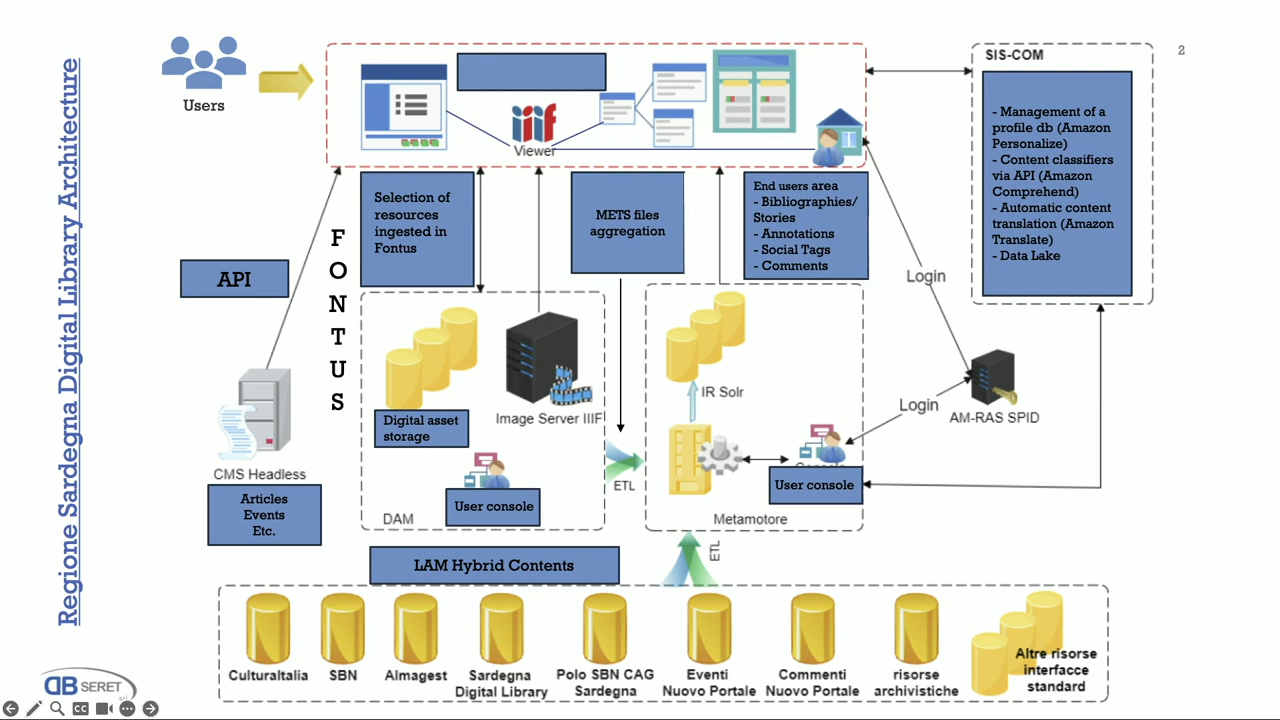 Regione Sardegna Digital Library Architecture
2
Users
iiif
Viewer
SIS-COM
- Management of a
profile db (Amazon
Personalize)
- Content classifiers
via API (Amazon
Comprehend)
- Automatic content
translation (Amazon
Translate)
- Data Lake
Selection of
resources
ingested in
Fontus
METS files
aggregation
End users area
- Bibliographies/
Stories
- Annotations
- Social Tags
- Comments
API
F
O
N
T
U
S
Login
Login
AM-RAS SPID
Digital asset
storage
Image Server IIIF
IR Solr
CMS Headless
Articles
Events
Etc.
User console
DAM
ETL
User console
Metamotore
ETL
LAM Hybrid Contents
CulturaItalia
SBN
Almagest
Sardegna
Digital Library
Polo SBN CAG
Sardegna
Eventi
Nuovo Portale
Commenti
Nuovo Portale
risorse
archivistiche
Altre risorse
interfacce
standard
DB SERET
CC